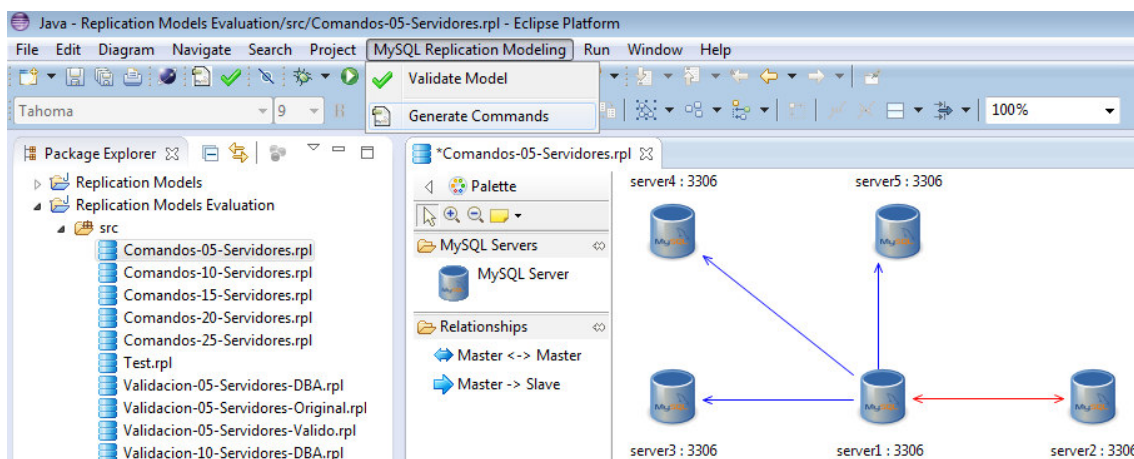 Java - Replication Models Evaluation/src/Comandos-05-Servidores.rpl - Eclipse Platform
File Edit Diagram Navigate Search Project MySQL Replication Modeling Run Window Help
Validate Model
Tahoma 9 B Generate Commands 100%
Package Explorer
*Comandos-05-Servidores.rpl
Replication Models
Replication Models Evaluation
src
Comandos-05-Servidores.rpl
Comandos-10-Servidores.rpl
Comandos-15-Servidores.rpl
Comandos-20-Servidores.rpl
Comandos-25-Servidores.rpl
Test.rpl
Validacion-05-Servidores-DBA.rpl
Validacion-05-Servidores-Original.rpl
Validacion-05-Servidores-Valido.rpl
Validacion-10-Servidores-DBA.rpl
Palette
MySQL Servers
MySQL Server
Relationships
Master <-> Master
Master -> Slave
server4 : 3306
server5 : 3306
server3 : 3306
server1 : 3306
server2 : 3306